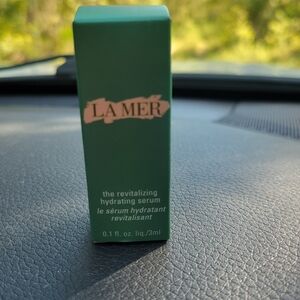 LA MER
the revitalizing
hydrating serum
le sérum hydratant
revitalisant
0.1 fl. oz. liq./3ml